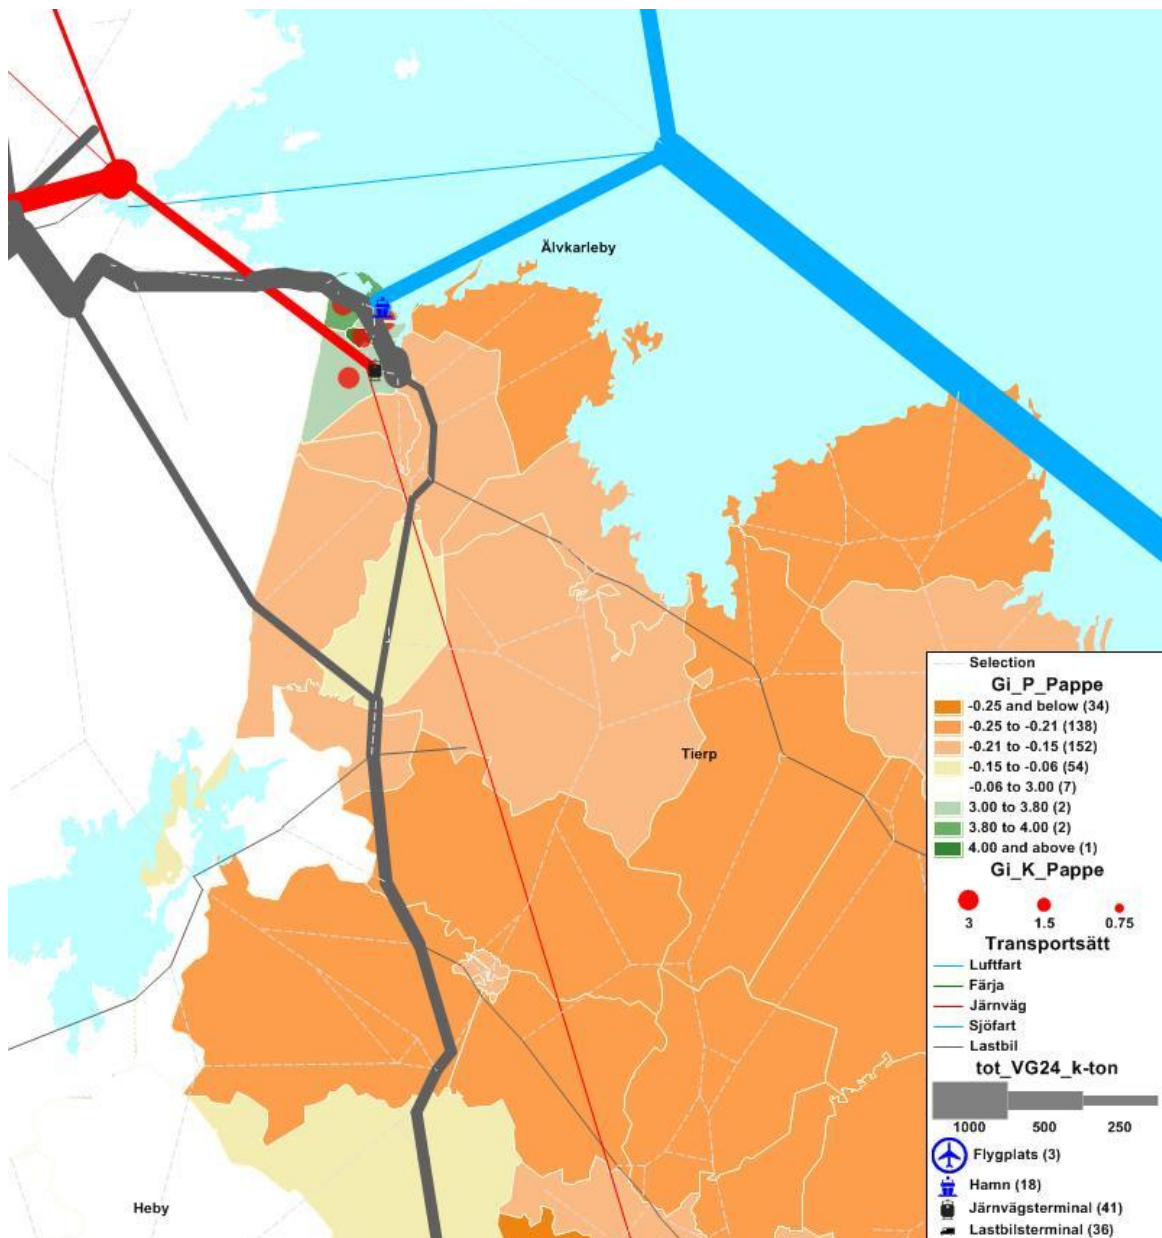 Älvkarleby
Tierp
Heby
Selection
Gi_P_Pappe
-0.25 and below (34)
-0.25 to -0.21 (138)
-0.21 to -0.15 (152)
-0.15 to -0.06 (54)
-0.06 to 3.00 (7)
3.00 to 3.80 (2)
3.80 to 4.00 (2)
4.00 and above (1)
Gi_K_Pappe
3 1.5 0.75
Transportsätt
Luftfart
Färja
Järnväg
Sjöfart
Lastbil
tot_VG24_k-ton
1000 500 250
Flygplats (3)
Hamn (18)
Järnvägsterminal (41)
Lastbilsterminal (36)